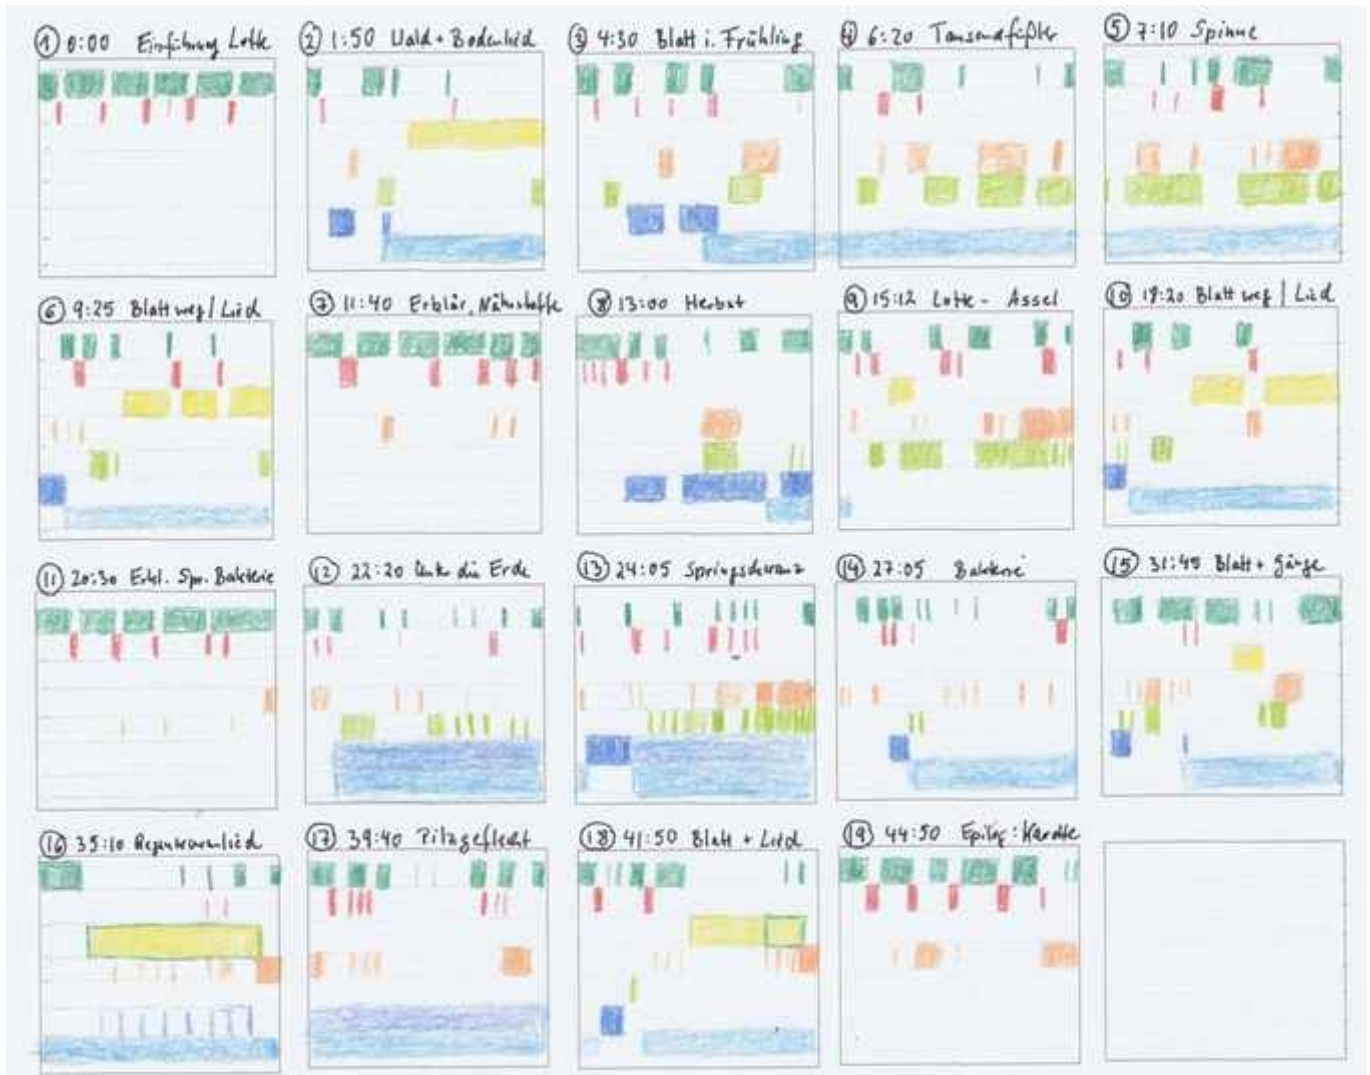 ① 0:00 Einführung Lotte
② 1:50 Wald + Bodenlied
③ 4:30 Blatt i. Frühling
④ 6:20 Tausendfüßler
⑤ 7:10 Spinne
⑥ 9:25 Blatt weg / Lied
⑦ 11:40 Erklär. Nährstoffe
⑧ 13:00 Herbst
⑨ 15:12 Lotte - Assel
⑩ 18:20 Blatt weg / Lied
⑪ 20:30 Erkl. Spr. Bakterie
⑫ 22:20 Unter die Erde
⑬ 24:05 Springschwanz
⑭ 27:05 Bakterie
⑮ 31:45 Blatt + Gänge
⑯ 35:10 Regenwurmlied
⑰ 39:40 Pilzgeflecht
⑱ 41:50 Blatt + Lied
⑲ 44:50 Epilog: Karotte